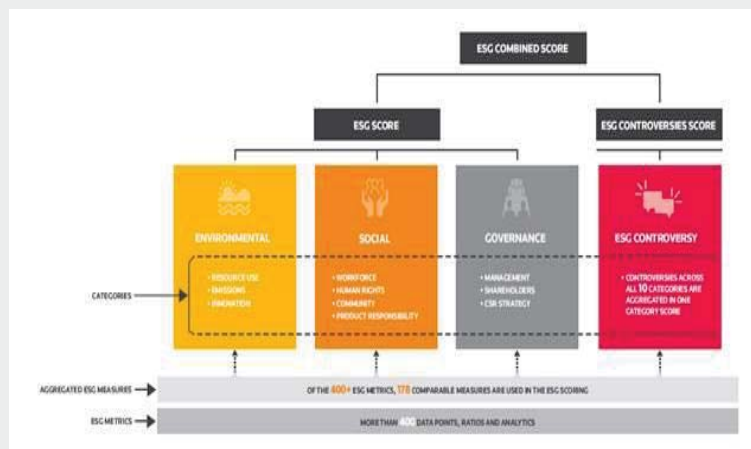 ESG COMBINED SCORE
ESG SCORE
ESG CONTROVERSIES SCORE
ENVIRONMENTAL
SOCIAL
GOVERNANCE
ESG CONTROVERSY
CATEGORIES
• RESOURCE USE
• EMISSIONS
• INNOVATION
• WORKFORCE
• HUMAN RIGHTS
• COMMUNITY
• PRODUCT RESPONSIBILITY
• MANAGEMENT
• SHAREHOLDERS
• CSR STRATEGY
• CONTROVERSIES ACROSS
ALL 10 CATEGORIES ARE
AGGREGATED IN ONE
CATEGORY SCORE
AGGREGATED ESG MEASURES
OF THE 400+ ESG METRICS, 178 COMPARABLE MEASURES ARE USED IN THE ESG SCORING
ESG METRICS
MORE THAN 400 DATA POINTS, RATIOS AND ANALYTICS